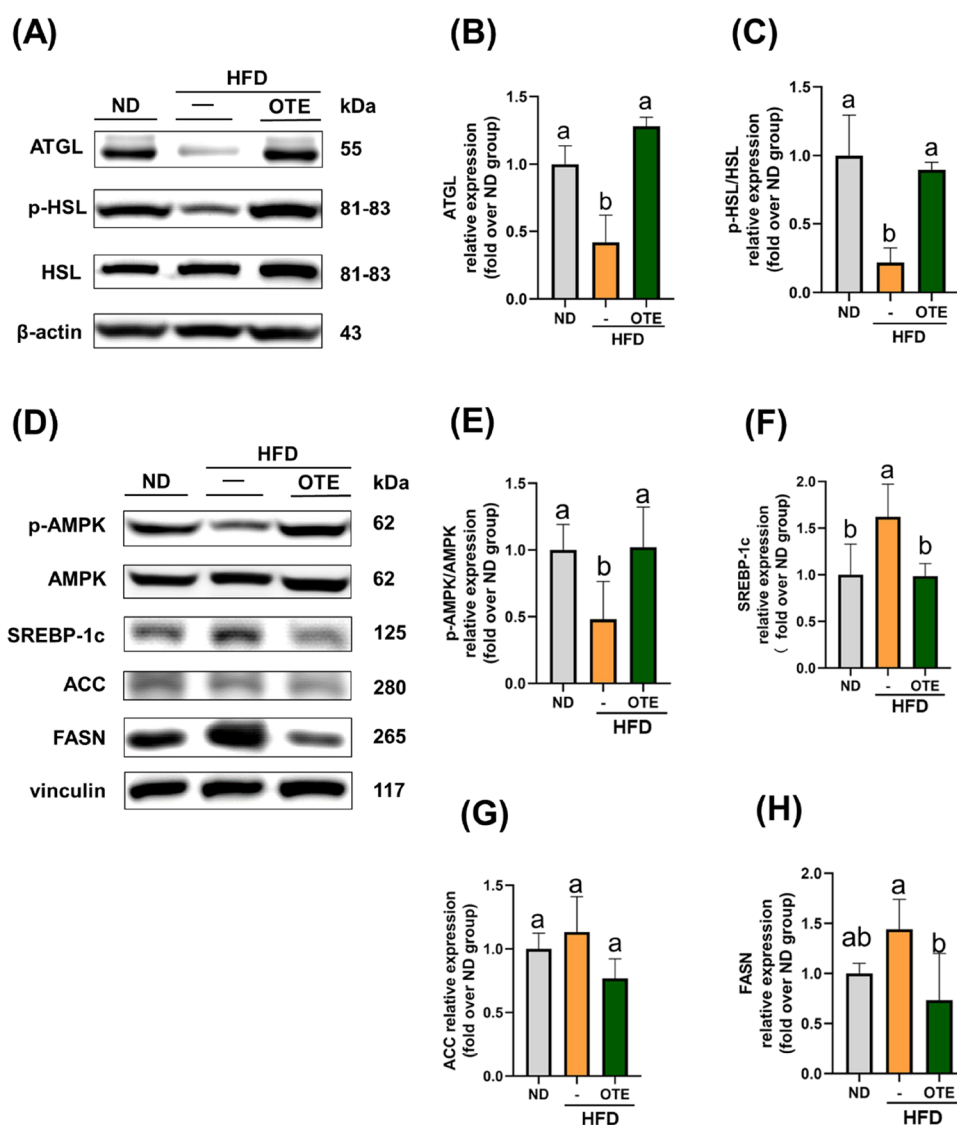 (A)
HFD
ND — OTE kDa
ATGL 55
p-HSL 81-83
HSL 81-83
β-actin 43
(B)
ATGL
relative expression
(fold over ND group)
1.5
1.0
0.5
0.0
a
b
a
ND - OTE
HFD
(C)
p-HSL/HSL
relative expression
(fold over ND group)
1.5
1.0
0.5
0.0
a
b
a
ND - OTE
HFD
(D)
HFD
ND — OTE kDa
p-AMPK 62
AMPK 62
SREBP-1c 125
ACC 280
FASN 265
vinculin 117
(E)
p-AMPK/AMPK
relative expression
(fold over ND group)
1.5
1.0
0.5
0.0
a
b
a
ND - OTE
HFD
(F)
SREBP-1c
relative expression
( fold over ND group)
2.0
1.5
1.0
0.5
0.0
b
a
b
ND - OTE
HFD
(G)
ACC relative expression
(fold over ND group)
1.5
1.0
0.5
0.0
a
a
a
ND - OTE
HFD
(H)
FASN
relative expression
(fold over ND group)
2.0
1.5
1.0
0.5
0.0
ab
a
b
ND - OTE
HFD